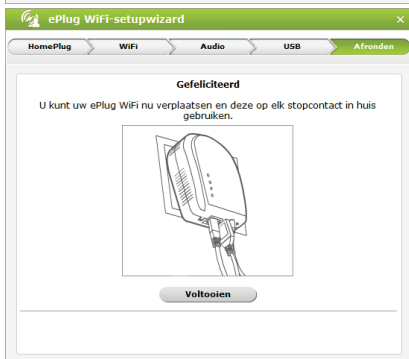 ePlug WiFi-setupwizard ×
HomePlug WiFi Audio USB Afronden
Gefeliciteerd
U kunt uw ePlug WiFi nu verplaatsen en deze op elk stopcontact in huis
gebruiken.
Voltooien